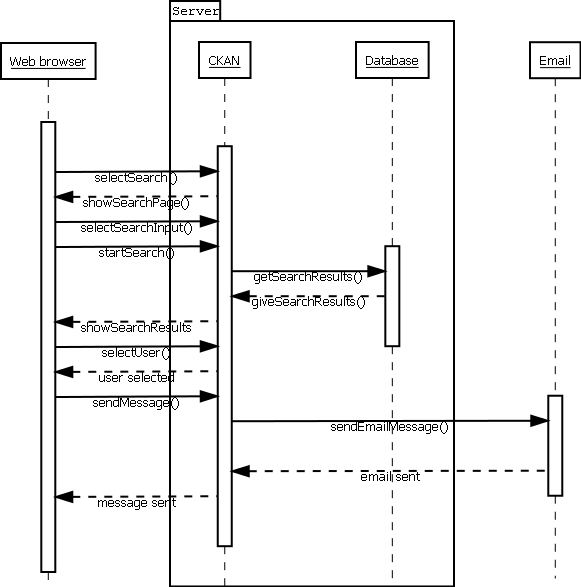 Server
Web browser
CKAN
Database
Email
selectSearch()
showSearchPage()
selectSearchInput()
startSearch()
getSearchResults()
giveSearchResults()
showSearchResults
selectUser()
user selected
sendMessage()
sendEmailMessage()
email sent
message sent